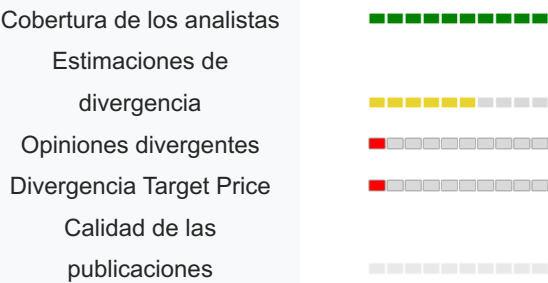 Cobertura de los analistas
Estimaciones de
divergencia
Opiniones divergentes
Divergencia Target Price
Calidad de las
publicaciones